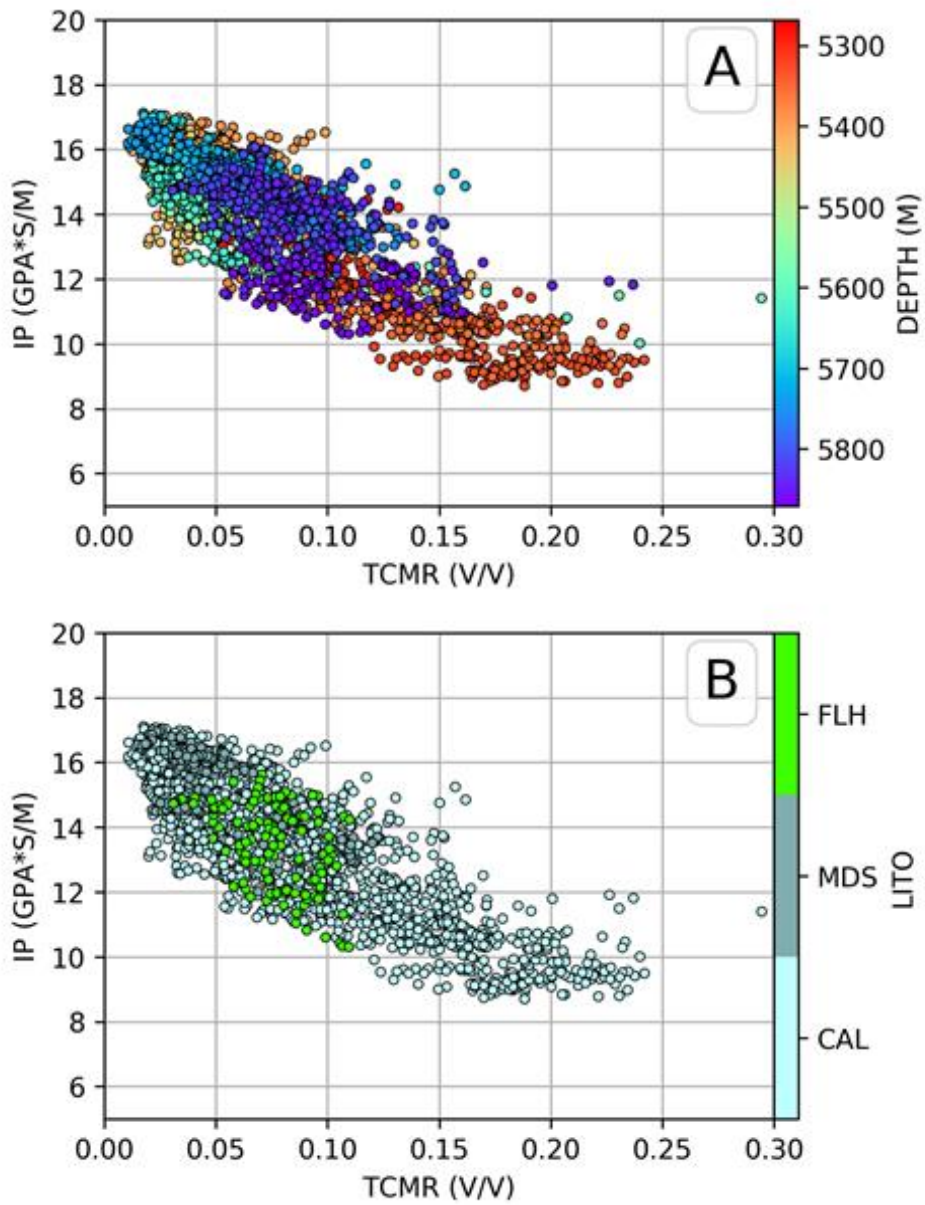 A
20
18
16
14
12
10
8
6
IP (GPA*S/M)
0.00 0.05 0.10 0.15 0.20 0.25 0.30
TCMR (V/V)
5300
5400
5500
5600
5700
5800
DEPTH (M)
B
20
18
16
14
12
10
8
6
IP (GPA*S/M)
0.00 0.05 0.10 0.15 0.20 0.25 0.30
TCMR (V/V)
FLH
MDS
CAL
LITO